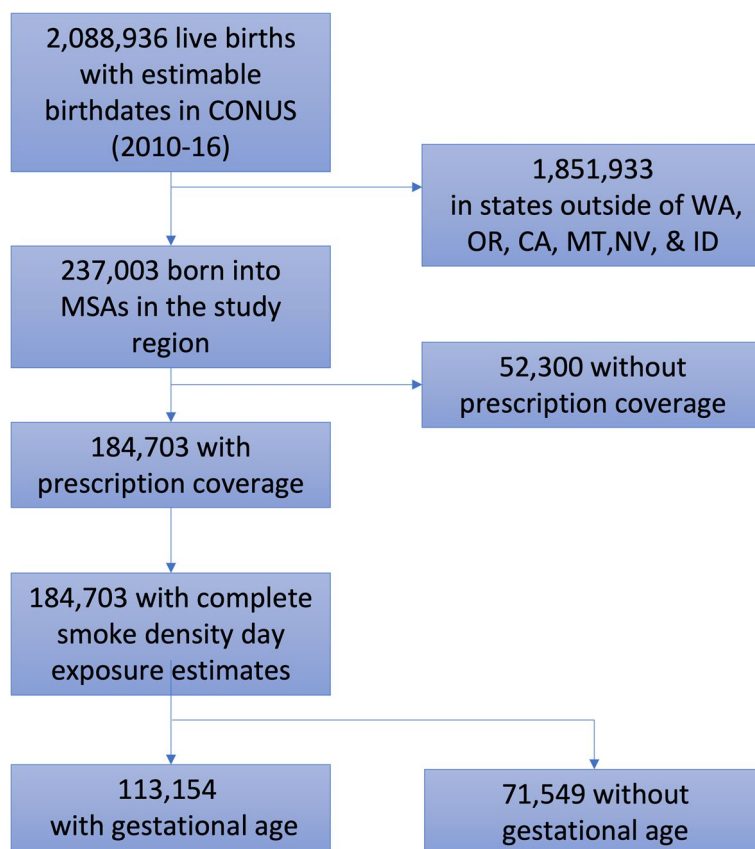 2,088,936 live births
with estimable
birthdates in CONUS
(2010-16)
1,851,933
in states outside of WA,
OR, CA, MT,NV, & ID
237,003 born into
MSAs in the study
region
52,300 without
prescription coverage
184,703 with
prescription coverage
184,703 with complete
smoke density day
exposure estimates
113,154
with gestational age
71,549 without
gestational age